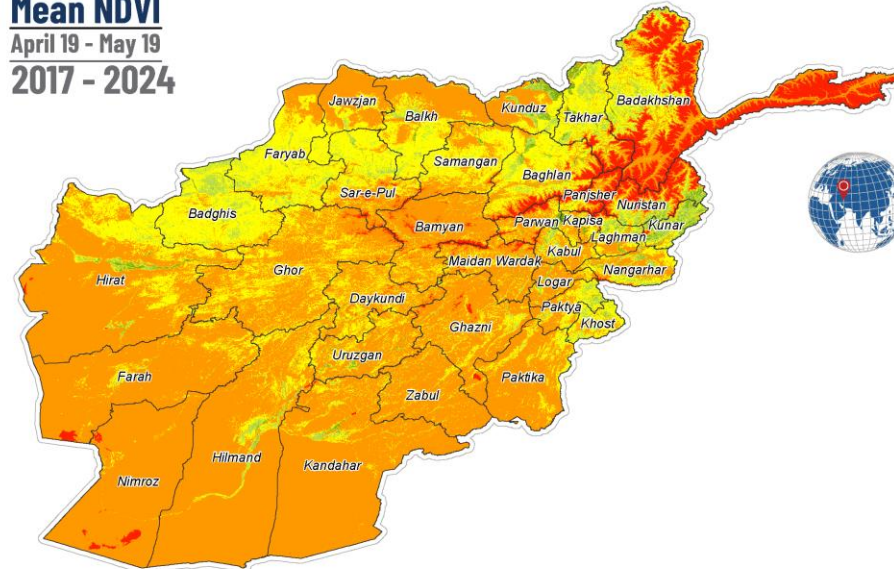 Mean NDVI
April 19 - May 19
2017 - 2024
Jawzjan
Balkh
Kunduz
Takhar
Badakhshan
Faryab
Samangan
Baghlan
Sar-e-Pul
Panjsher
Nuristan
Badghis
Bamyan
Parwan
Kapisa
Kunar
Laghman
Kabul
Hirat
Ghor
Maidan Wardak
Nangarhar
Logar
Daykundi
Paktya
Ghazni
Khost
Uruzgan
Farah
Zabul
Paktika
Hilmand
Kandahar
Nimroz